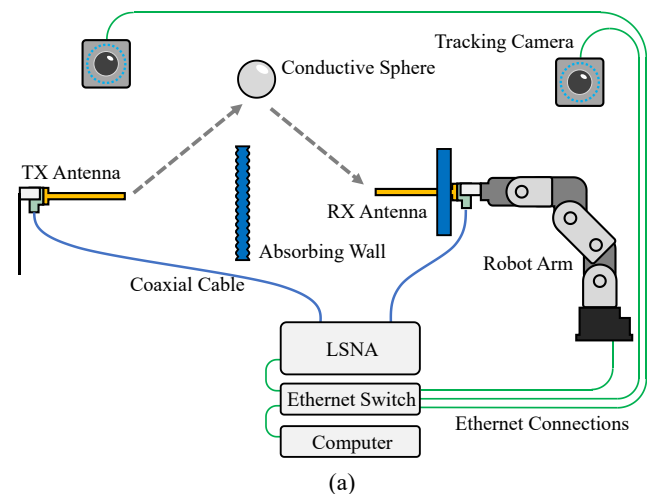 Tracking Camera
Conductive Sphere
TX Antenna
RX Antenna
Absorbing Wall
Robot Arm
Coaxial Cable
LSNA
Ethernet Switch
Ethernet Connections
Computer
(a)